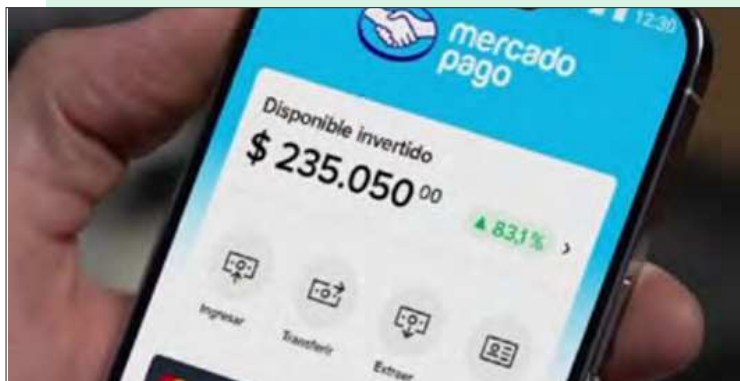 12:30
mercado
pago
Disponible invertido
$ 235.050 00
▲ 83,1 % ›
Ingresar
Transferir
Extraer